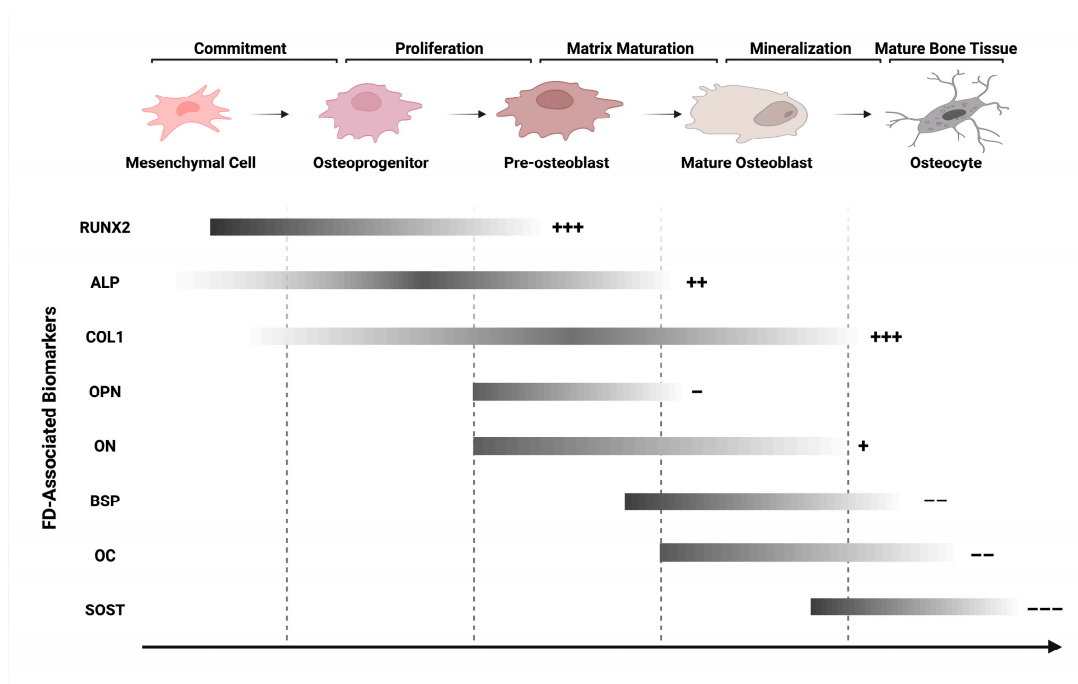 Commitment
Proliferation
Matrix Maturation
Mineralization
Mature Bone Tissue
Mesenchymal Cell
Osteoprogenitor
Pre-osteoblast
Mature Osteoblast
Osteocyte
FD-Associated Biomarkers
RUNX2 +++
ALP ++
COL1 +++
OPN −
ON +
BSP −−
OC −−
SOST −−−